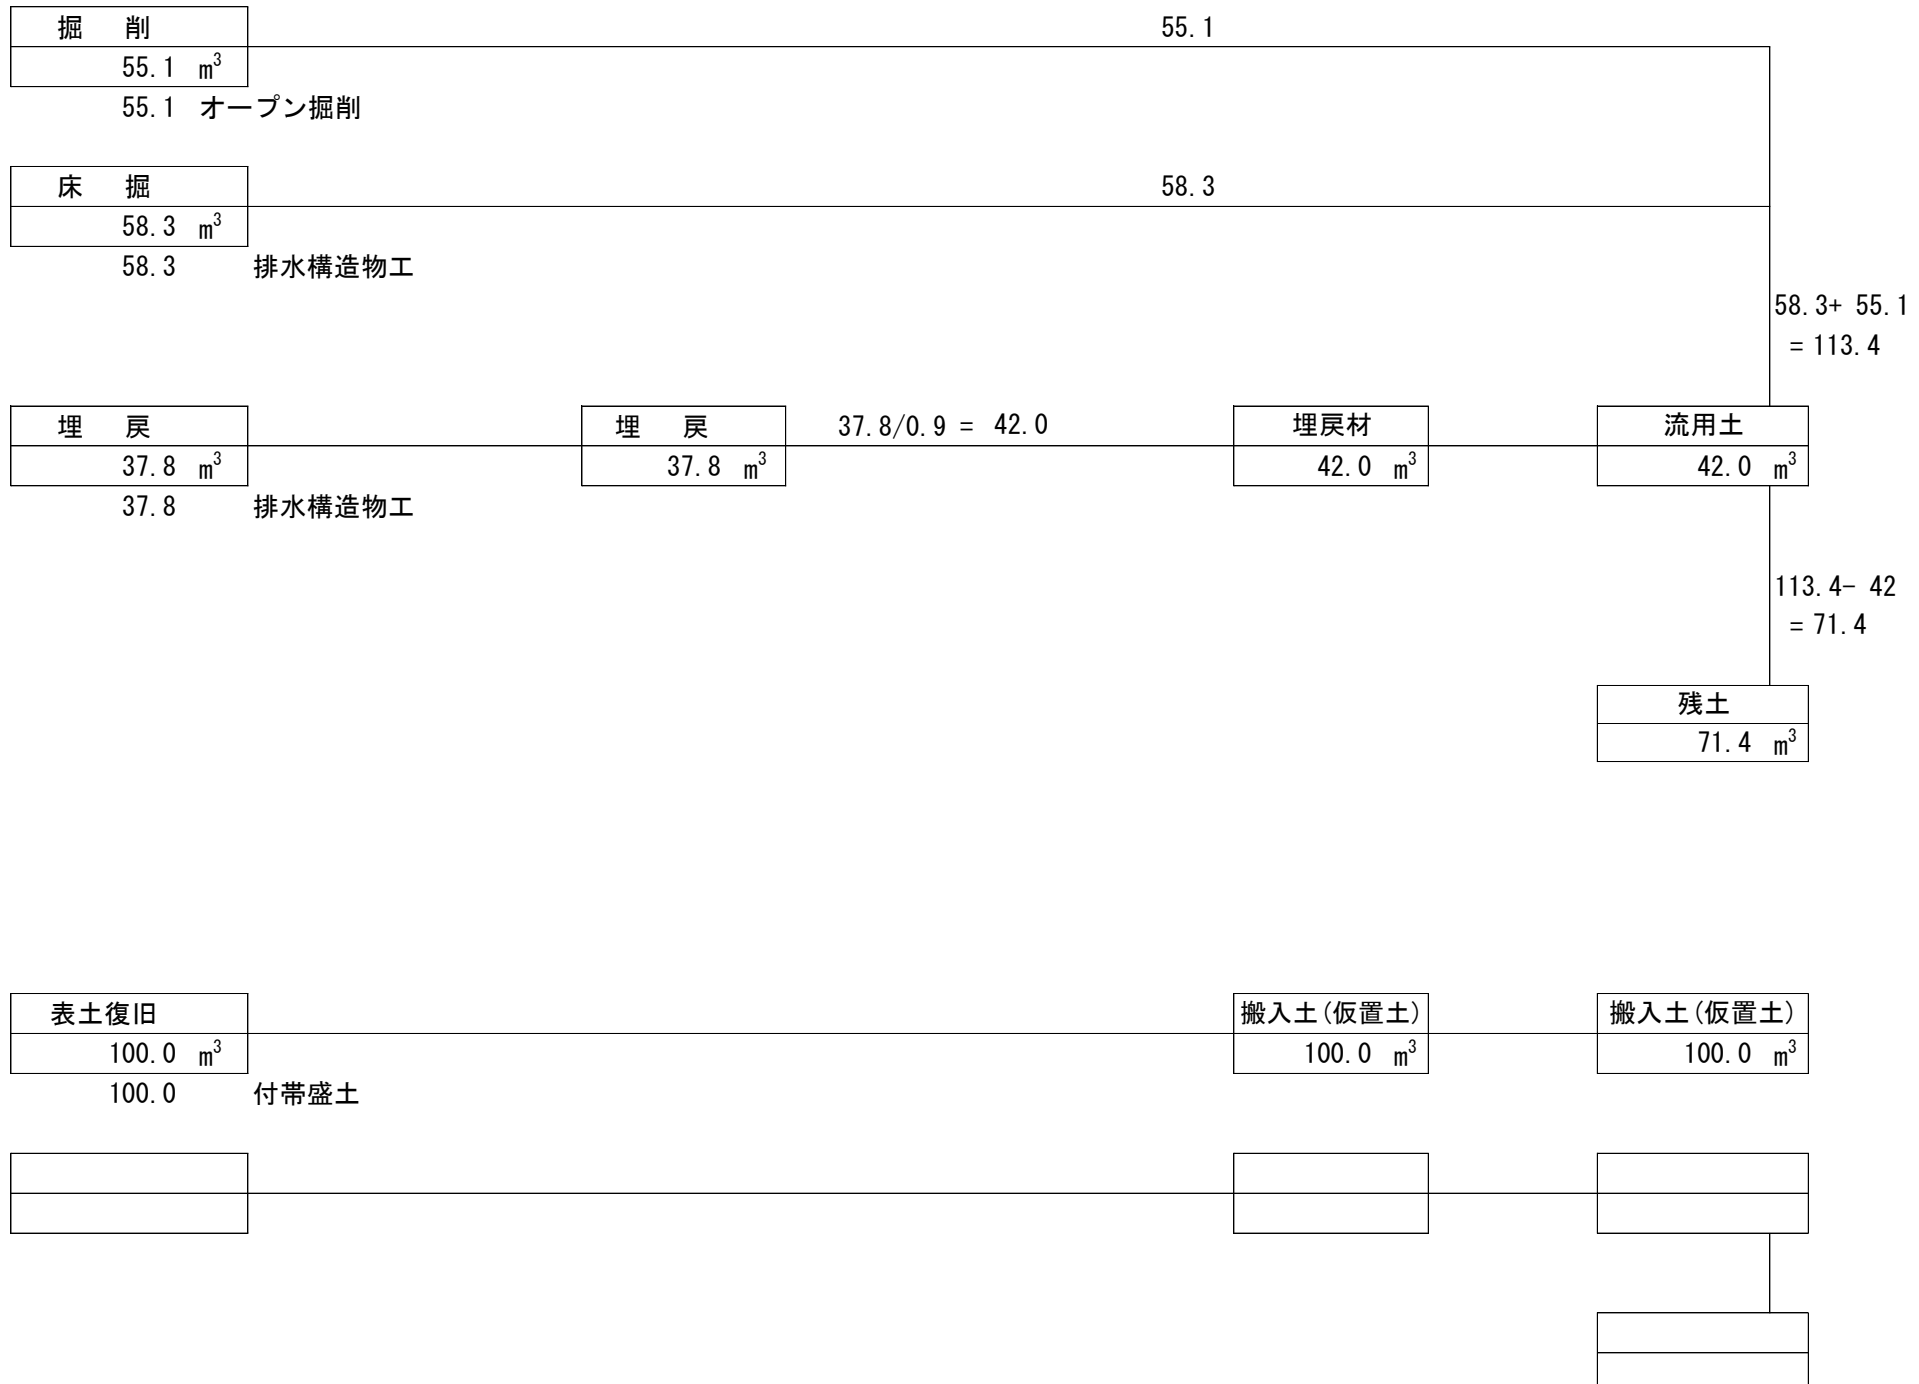 掘 削 55.1
55.1 m³
55.1 オープン掘削
床 掘 58.3
58.3 m³
58.3 排水構造物工
58.3+ 55.1
= 113.4
埋 戻 埋 戻 37.8/0.9 = 42.0 埋戻材 流用土
37.8 m³ 37.8 m³ 42.0 m³ 42.0 m³
37.8 排水構造物工
113.4- 42
= 71.4
残土
71.4 m³
表土復旧 搬入土(仮置土) 搬入土(仮置土)
100.0 m³ 100.0 m³ 100.0 m³
100.0 付帯盛土